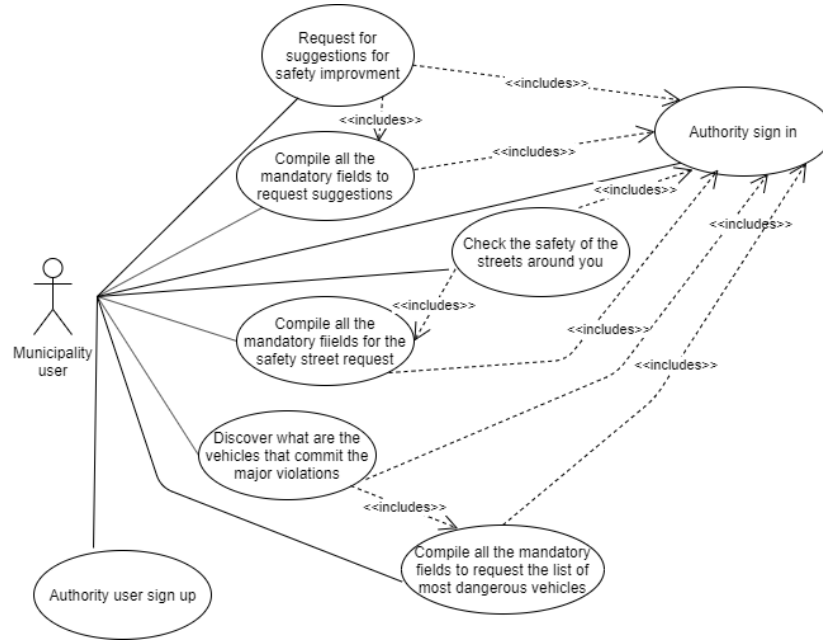 Request for
suggestions for
safety improvment
<<includes>>
<<includes>>
Authority sign in
Compile all the
mandatory fields to
request suggestions
<<includes>>
<<includes>>
<<includes>>
Check the safety of the
streets around you
Municipality
user
<<includes>>
Compile all the
mandatory fiields for the
safety street request
<<includes>>
<<includes>>
Discover what are the
vehicles that commit the
major violations
<<includes>>
Compile all the mandatory
fields to request the list of
most dangerous vehicles
Authority user sign up